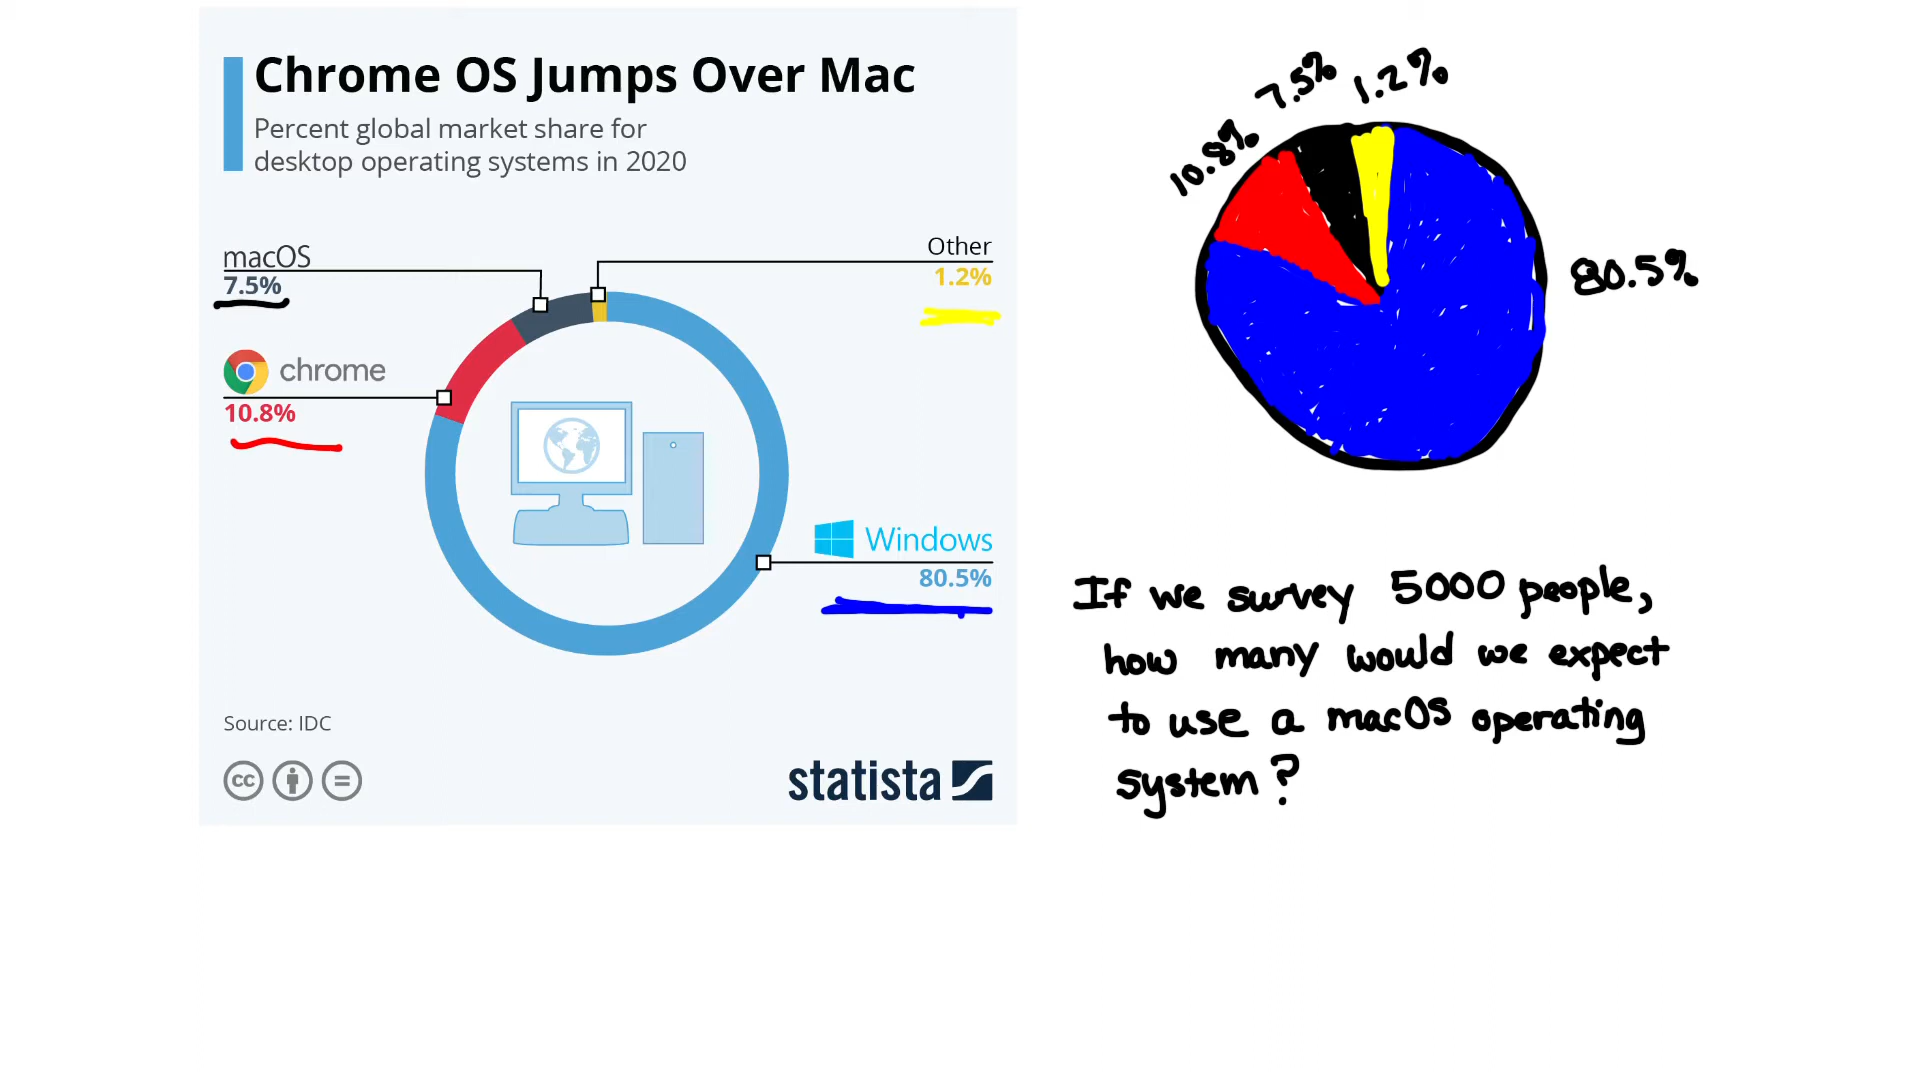 Chrome OS Jumps Over Mac
Percent global market share for
desktop operating systems in 2020
macOS
7.5%
Other
1.2%
chrome
10.8%
Windows
80.5%
Source: IDC
cc
statista
10.8%
7.5%
1.2%
80.5%
If we survey 5000 people,
how many would we expect
to use a macOS operating
system?